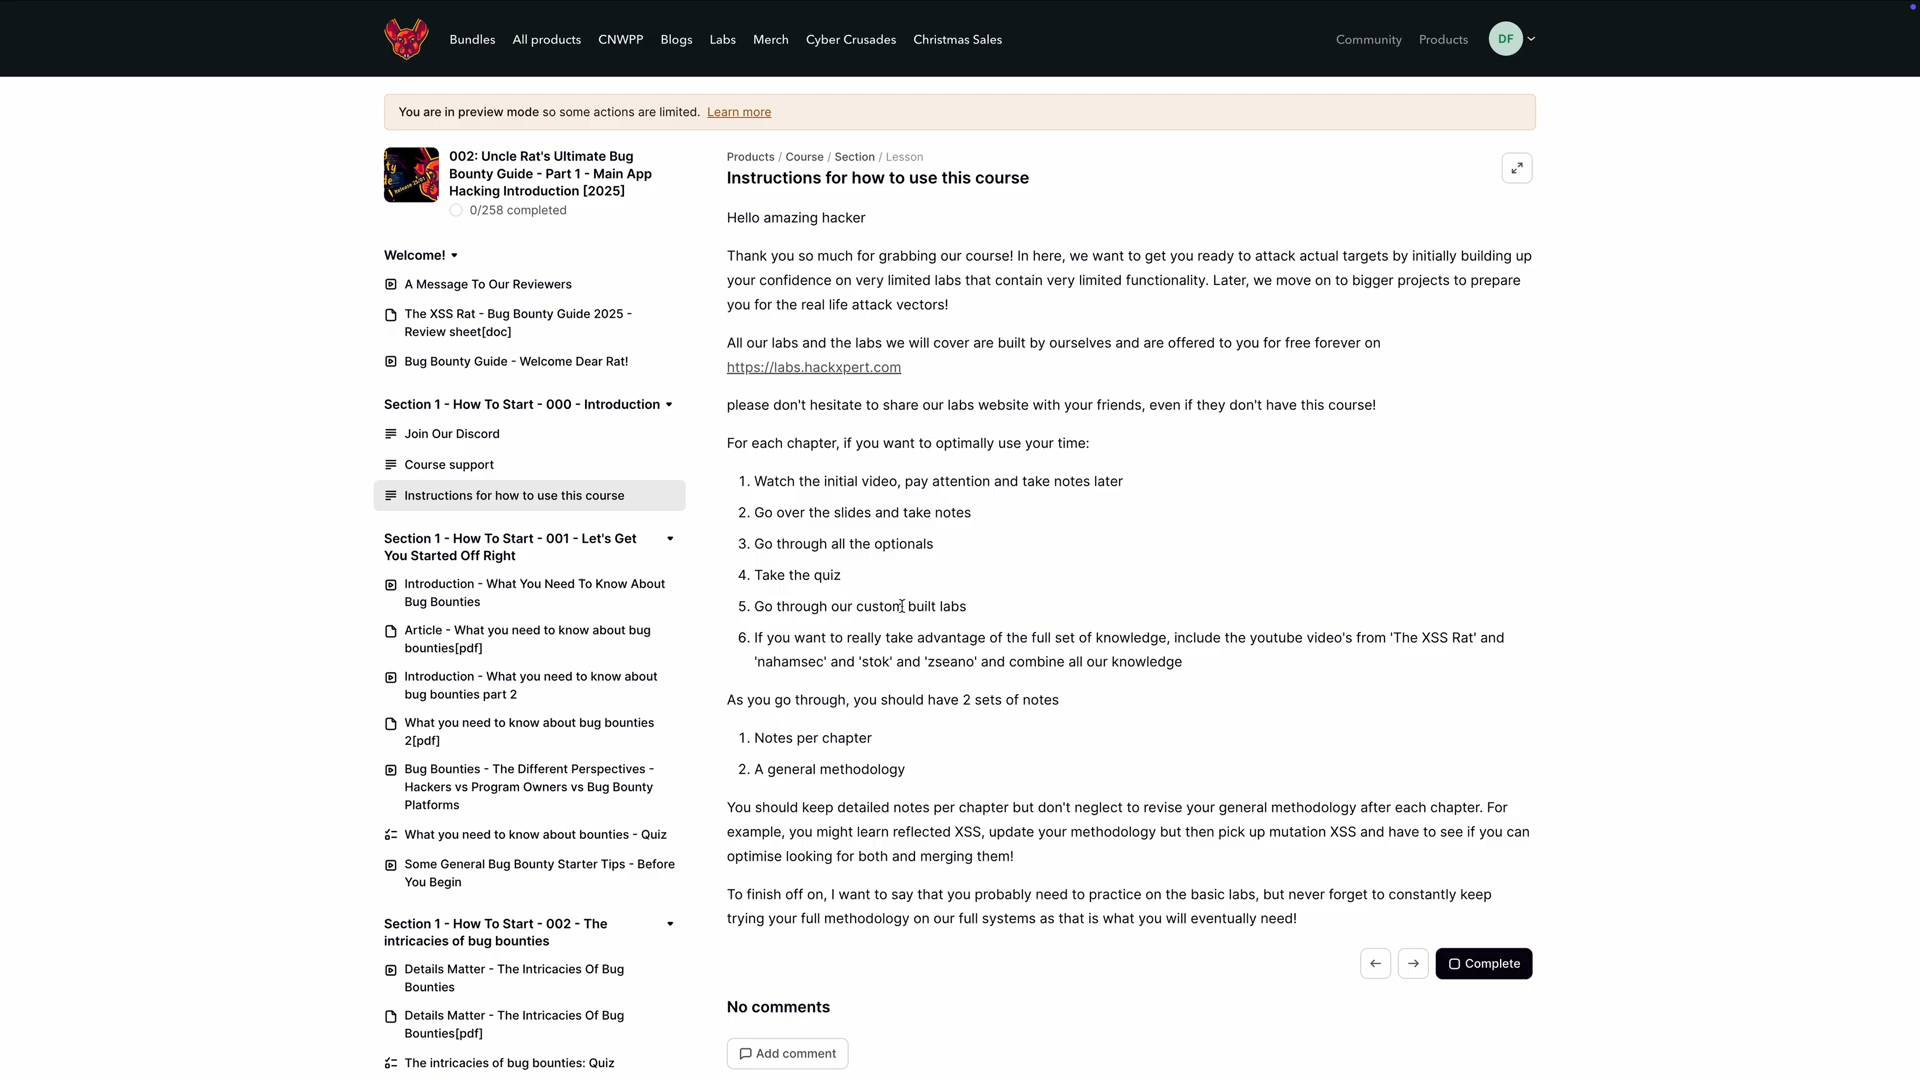 Bundles
All products
CNWPP
Blogs
Labs
Merch
Cyber Crusades
Christmas Sales
Community
Products
DF
You are in preview mode so some actions are limited. Learn more
002: Uncle Rat's Ultimate Bug
Bounty Guide - Part 1 - Main App
Hacking Introduction [2025]
0/258 completed
Welcome!
A Message To Our Reviewers
The XSS Rat - Bug Bounty Guide 2025 -
Review sheet[doc]
Bug Bounty Guide - Welcome Dear Rat!
Section 1 - How To Start - 000 - Introduction
Join Our Discord
Course support
Instructions for how to use this course
Section 1 - How To Start - 001 - Let's Get
You Started Off Right
Introduction - What You Need To Know About
Bug Bounties
Article - What you need to know about bug
bounties[pdf]
Introduction - What you need to know about
bug bounties part 2
What you need to know about bug bounties
2[pdf]
Bug Bounties - The Different Perspectives -
Hackers vs Program Owners vs Bug Bounty
Platforms
What you need to know about bounties - Quiz
Some General Bug Bounty Starter Tips - Before
You Begin
Section 1 - How To Start - 002 - The
intricacies of bug bounties
Details Matter - The Intricacies Of Bug
Bounties
Details Matter - The Intricacies Of Bug
Bounties[pdf]
The intricacies of bug bounties: Quiz
Products / Course / Section / Lesson
Instructions for how to use this course
Hello amazing hacker
Thank you so much for grabbing our course! In here, we want to get you ready to attack actual targets by initially building up
your confidence on very limited labs that contain very limited functionality. Later, we move on to bigger projects to prepare
you for the real life attack vectors!
All our labs and the labs we will cover are built by ourselves and are offered to you for free forever on
https://labs.hackxpert.com
please don't hesitate to share our labs website with your friends, even if they don't have this course!
For each chapter, if you want to optimally use your time:
1. Watch the initial video, pay attention and take notes later
2. Go over the slides and take notes
3. Go through all the optionals
4. Take the quiz
5. Go through our custom built labs
6. If you want to really take advantage of the full set of knowledge, include the youtube video's from 'The XSS Rat' and
'nahamsec' and 'stok' and 'zseano' and combine all our knowledge
As you go through, you should have 2 sets of notes
1. Notes per chapter
2. A general methodology
You should keep detailed notes per chapter but don't neglect to revise your general methodology after each chapter. For
example, you might learn reflected XSS, update your methodology but then pick up mutation XSS and have to see if you can
optimise looking for both and merging them!
To finish off on, I want to say that you probably need to practice on the basic labs, but never forget to constantly keep
trying your full methodology on our full systems as that is what you will eventually need!
Complete
No comments
Add comment